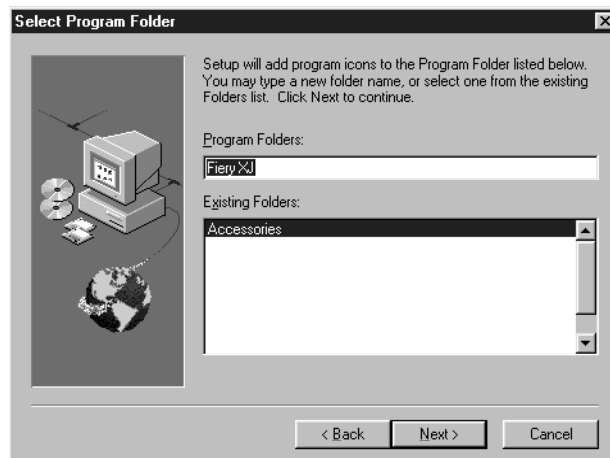 Select Program Folder
Setup will add program icons to the Program Folder listed below.
You may type a new folder name, or select one from the existing
Folders list. Click Next to continue.
Program Folders:
Fiery XJ
Existing Folders:
Accessories
< Back
Next >
Cancel